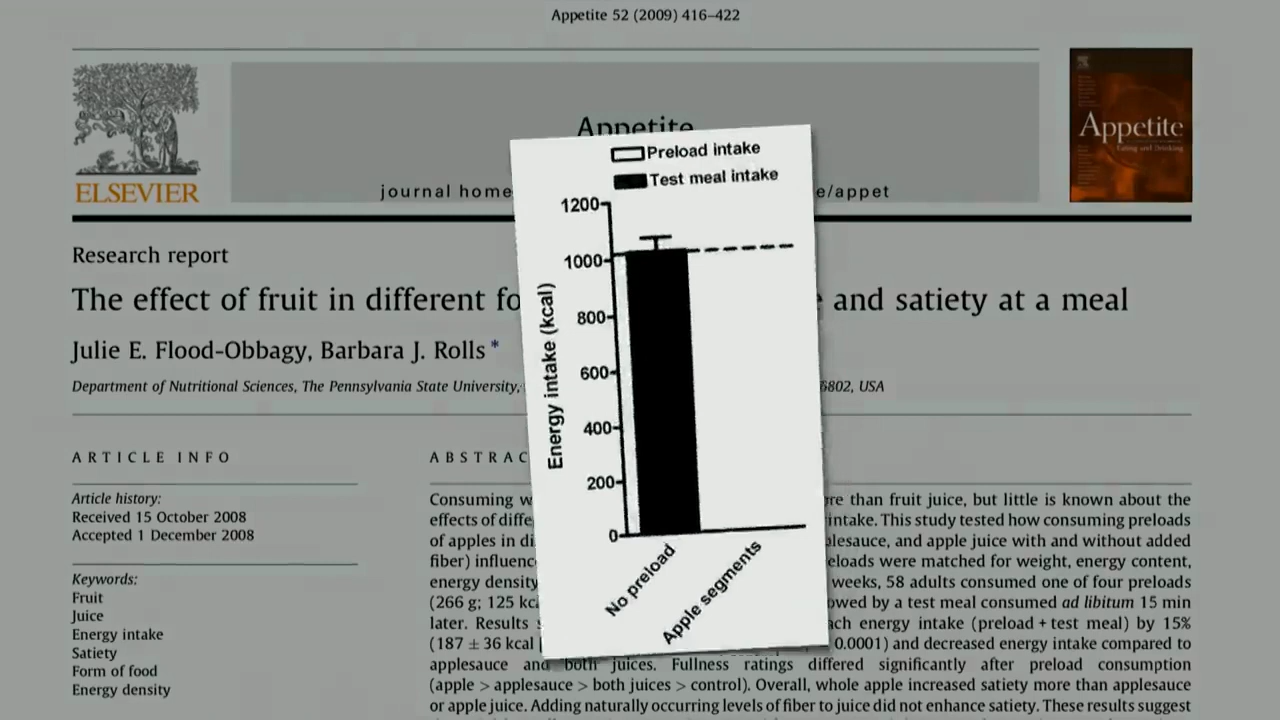 Appetite 52 (2009) 416–422
ELSEVIER
Appetite
journal home
e/appet
Appetite
Eating and Drinking
Research report
The effect of fruit in different fo
e and satiety at a meal
Julie E. Flood-Obbagy, Barbara J. Rolls *
Department of Nutritional Sciences, The Pennsylvania State University,
6802, USA
ARTICLE INFO
Article history:
Received 15 October 2008
Accepted 1 December 2008
Keywords:
Fruit
Juice
Energy intake
Satiety
Form of food
Energy density
ABSTRAC
Consuming w
re than fruit juice, but little is known about the
effects of diffe
intake. This study tested how consuming preloads
of apples in di
plesauce, and apple juice with and without added
fiber) influenc
eloads were matched for weight, energy content,
energy density
weeks, 58 adults consumed one of four preloads
(266 g; 125 kc
owed by a test meal consumed ad libitum 15 min
later. Results s
ch energy intake (preload + test meal) by 15%
(187 ± 36 kcal
0.0001) and decreased energy intake compared to
applesauce and both juices. Fullness ratings differed significantly after preload consumption
(apple > applesauce > both juices > control). Overall, whole apple increased satiety more than applesauce
or apple juice. Adding naturally occurring levels of fiber to juice did not enhance satiety. These results suggest
Preload intake
Test meal intake
Energy intake (kcal)
1200
1000
800
600
400
200
0
No preload
Apple segments